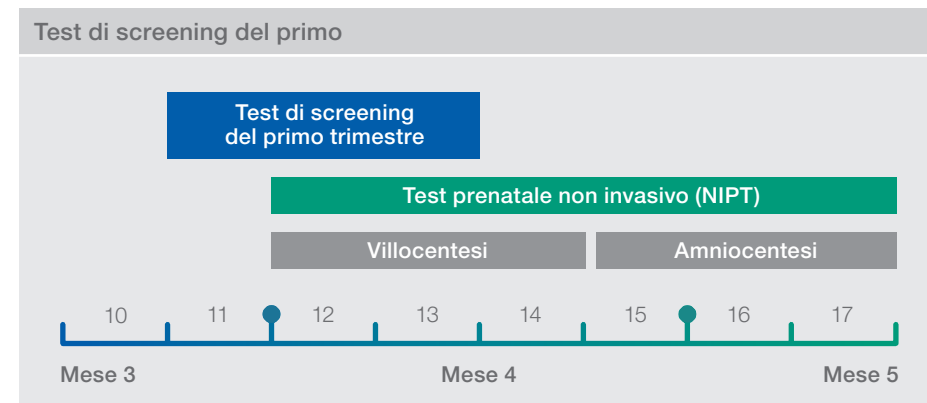 Test di screening del primo
Test di screening
del primo trimestre
Test prenatale non invasivo (NIPT)
Villocentesi Amniocentesi
10 11 12 13 14 15 16 17
Mese 3 Mese 4 Mese 5